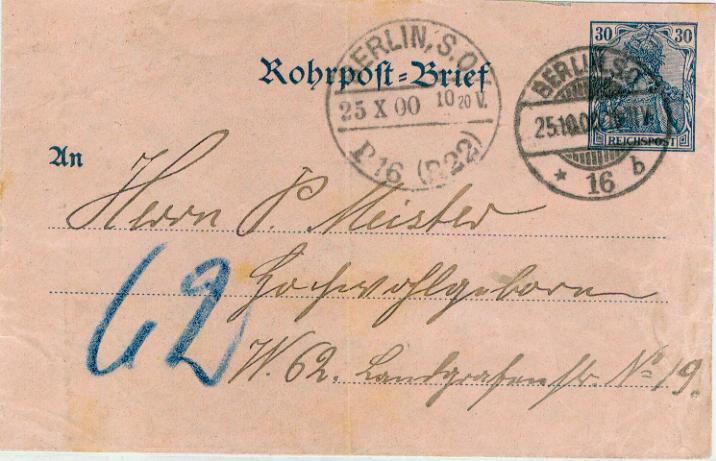 30 30
REICHSPOST
Rohrpost=Brief
BERLIN, S.O.
25 X 00 10 20 V.
P. 16 (R.22)
BERLIN, S.O.
25.10.00
* 16 b
An
Herrn P. Meister
Hochwohlgeboren
62 W. 62. Landgrafenstr. No 19.